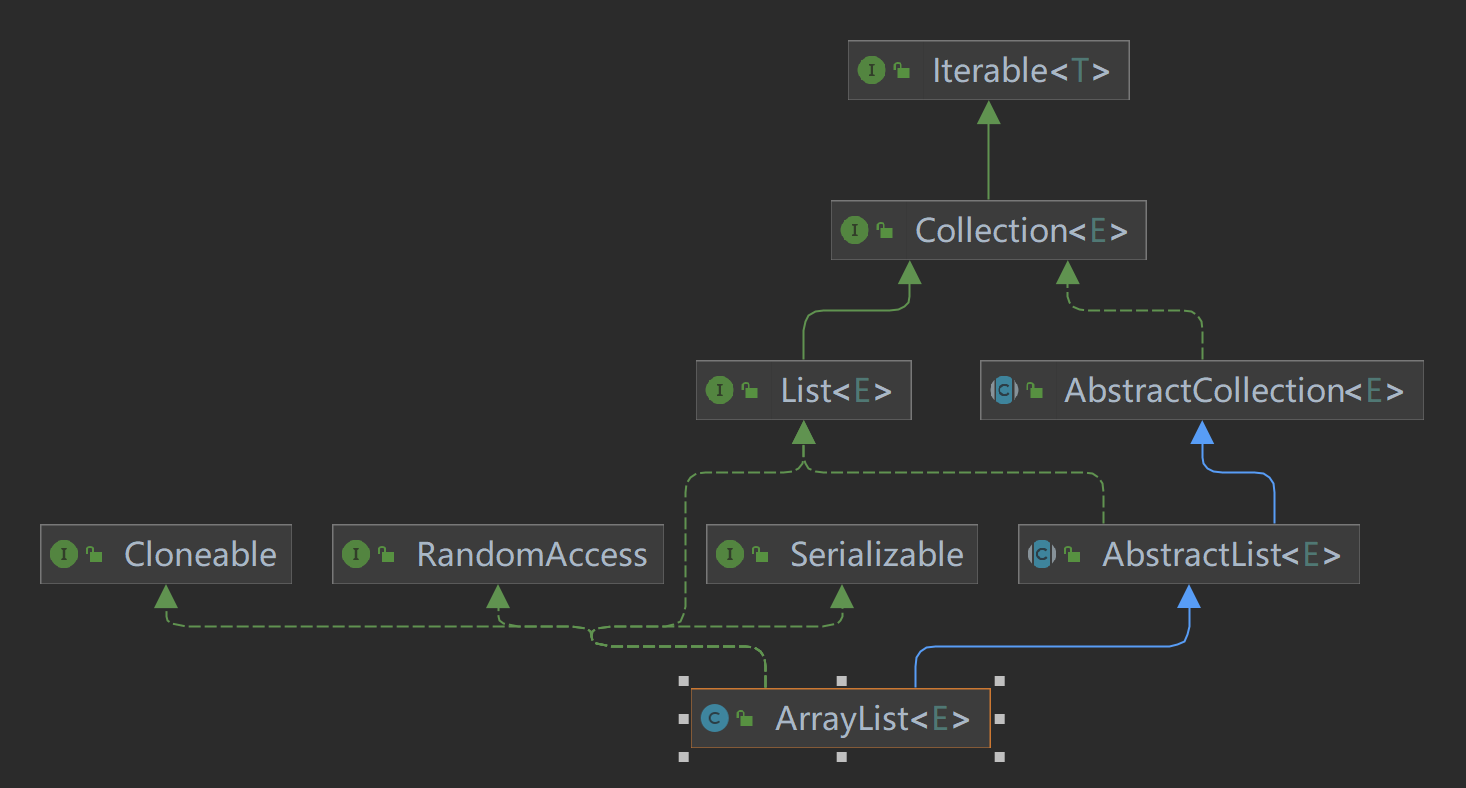 I Iterable<T>
I Collection<E>
I List<E>
C AbstractCollection<E>
I Cloneable
I RandomAccess
I Serializable
C AbstractList<E>
C ArrayList<E>